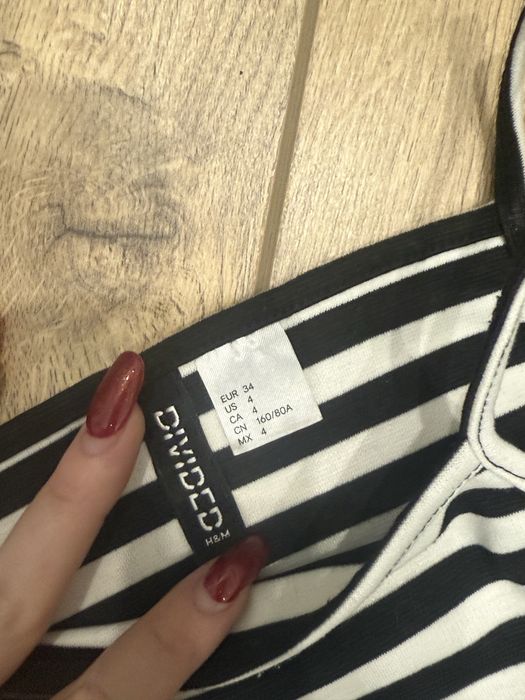 EUR 34
US 4
CA 4
CN 160/80A
MX 4
DIVIDED
H&M